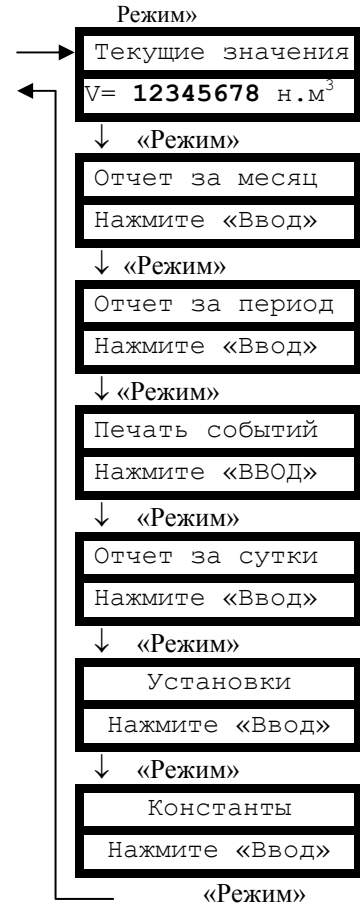 Режим»
Текущие значения
V= 12345678 н.м³
↓ «Режим»
Отчет за месяц
Нажмите «Ввод»
↓ «Режим»
Отчет за период
Нажмите «Ввод»
↓ «Режим»
Печать событий
Нажмите «ВВОД»
↓ «Режим»
Отчет за сутки
Нажмите «Ввод»
↓ «Режим»
Установки
Нажмите «Ввод»
↓ «Режим»
Константы
Нажмите «Ввод»
«Режим»